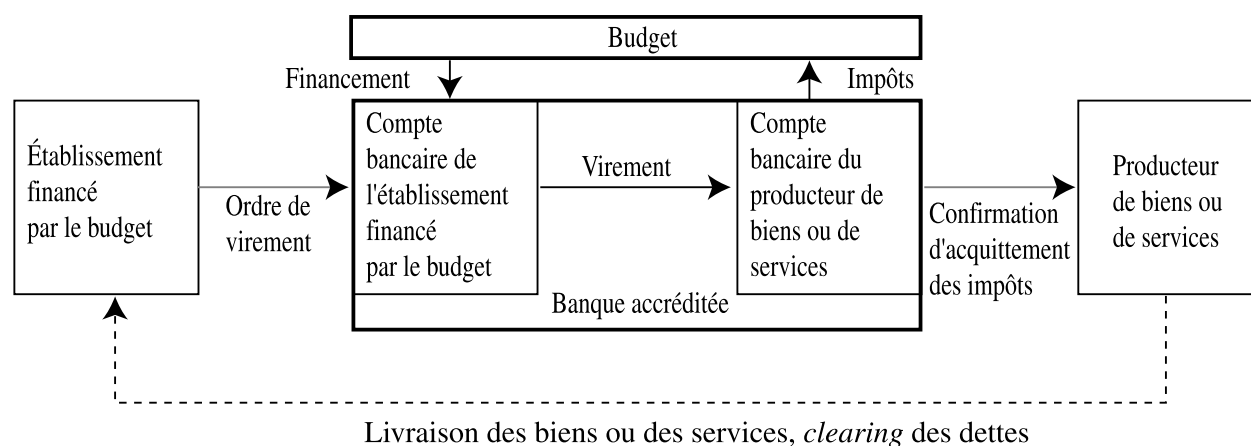 Budget
Financement
Impôts
Établissement
financé
par le budget
Ordre de
virement
Compte
bancaire de
l'établissement
financé
par le budget
Virement
Compte
bancaire du
producteur de
biens ou de
services
Banque accréditée
Confirmation
d'acquittement
des impôts
Producteur
de biens ou
de services
Livraison des biens ou des services, clearing des dettes